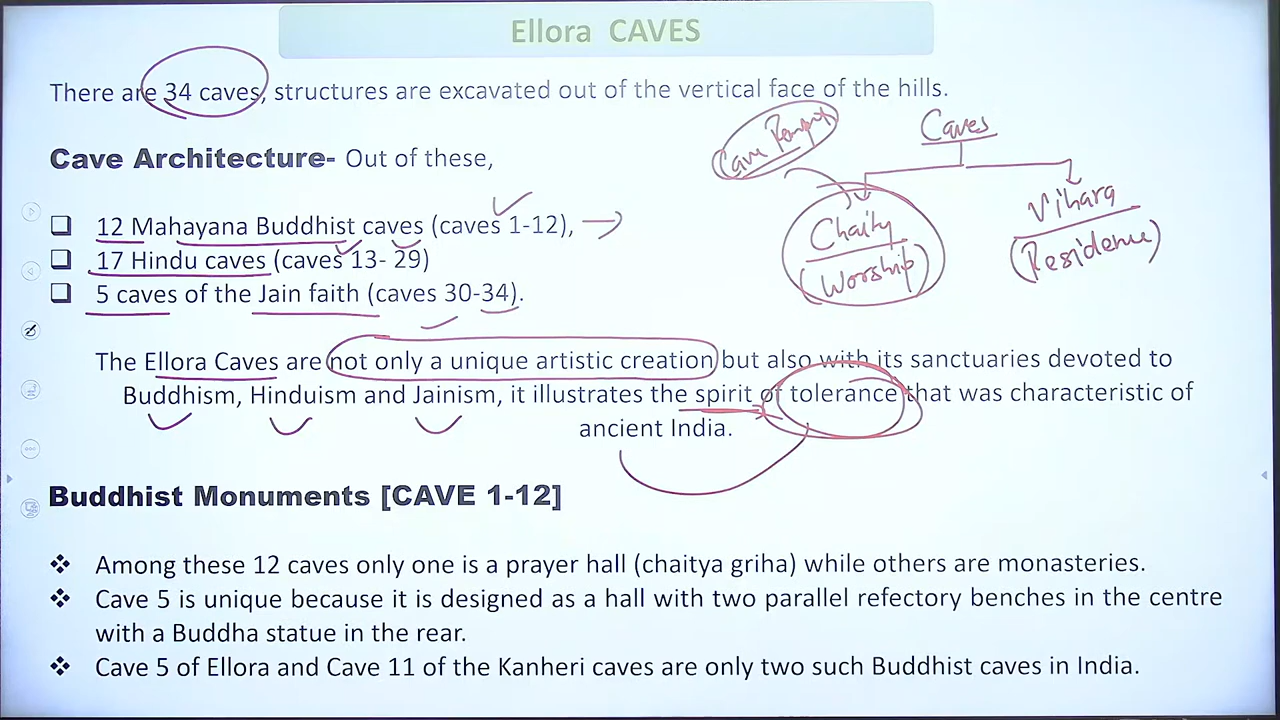 Ellora CAVES
There are 34 caves, structures are excavated out of the vertical face of the hills.
Caves
Cave Architecture- Out of these,
Chaity
(Worship)
Vihara
(Residence)
❑ 12 Mahayana Buddhist caves (caves 1-12),
❑ 17 Hindu caves (caves 13- 29)
❑ 5 caves of the Jain faith (caves 30-34).
The Ellora Caves are not only a unique artistic creation but also with its sanctuaries devoted to
Buddhism, Hinduism and Jainism, it illustrates the spirit of tolerance that was characteristic of
ancient India.
Buddhist Monuments [CAVE 1-12]
❖ Among these 12 caves only one is a prayer hall (chaitya griha) while others are monasteries.
❖ Cave 5 is unique because it is designed as a hall with two parallel refectory benches in the centre
with a Buddha statue in the rear.
❖ Cave 5 of Ellora and Cave 11 of the Kanheri caves are only two such Buddhist caves in India.